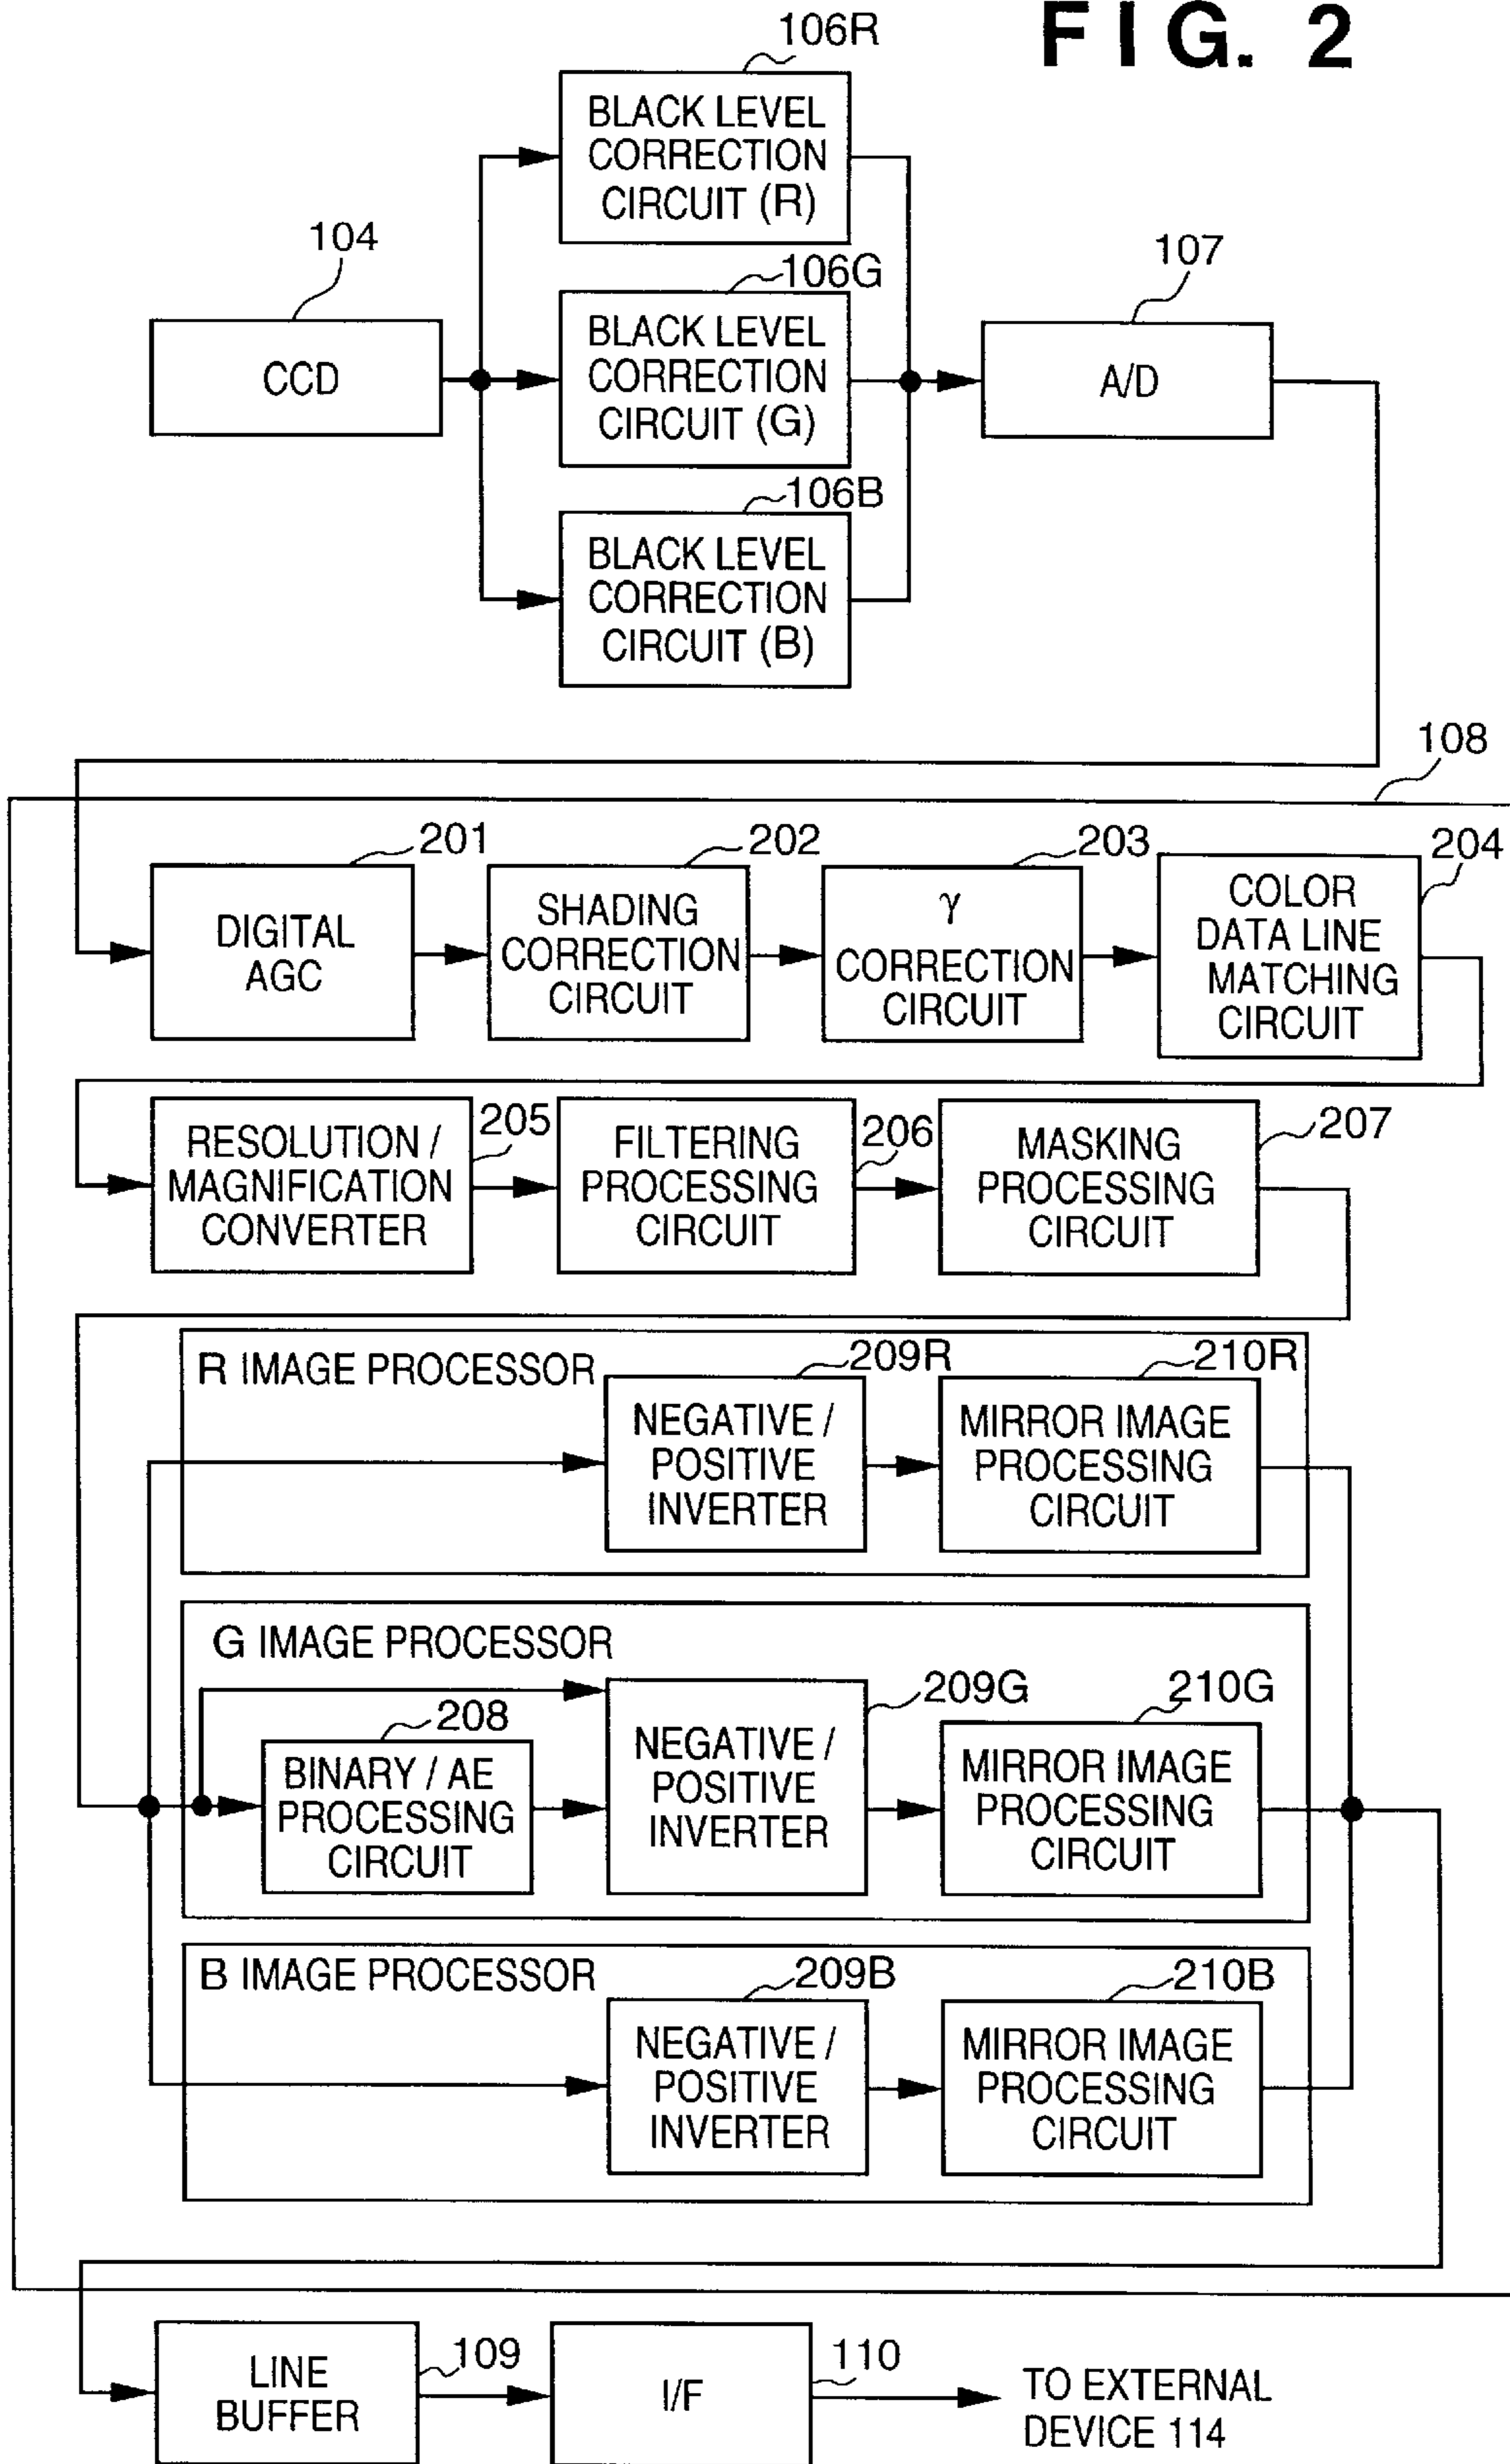 FIG. 2
106R
BLACK LEVEL
CORRECTION
CIRCUIT (R)
104
CCD
106G
BLACK LEVEL
CORRECTION
CIRCUIT (G)
107
A/D
106B
BLACK LEVEL
CORRECTION
CIRCUIT (B)
108
201
DIGITAL
AGC
202
SHADING
CORRECTION
CIRCUIT
203
γ
CORRECTION
CIRCUIT
204
COLOR
DATA LINE
MATCHING
CIRCUIT
RESOLUTION /
MAGNIFICATION
CONVERTER
205
FILTERING
PROCESSING
CIRCUIT
206
MASKING
PROCESSING
CIRCUIT
207
R IMAGE PROCESSOR
209R
NEGATIVE /
POSITIVE
INVERTER
210R
MIRROR IMAGE
PROCESSING
CIRCUIT
G IMAGE PROCESSOR
208
BINARY / AE
PROCESSING
CIRCUIT
209G
NEGATIVE /
POSITIVE
INVERTER
210G
MIRROR IMAGE
PROCESSING
CIRCUIT
B IMAGE PROCESSOR
209B
NEGATIVE /
POSITIVE
INVERTER
210B
MIRROR IMAGE
PROCESSING
CIRCUIT
LINE
BUFFER
109
I/F
110
TO EXTERNAL
DEVICE 114